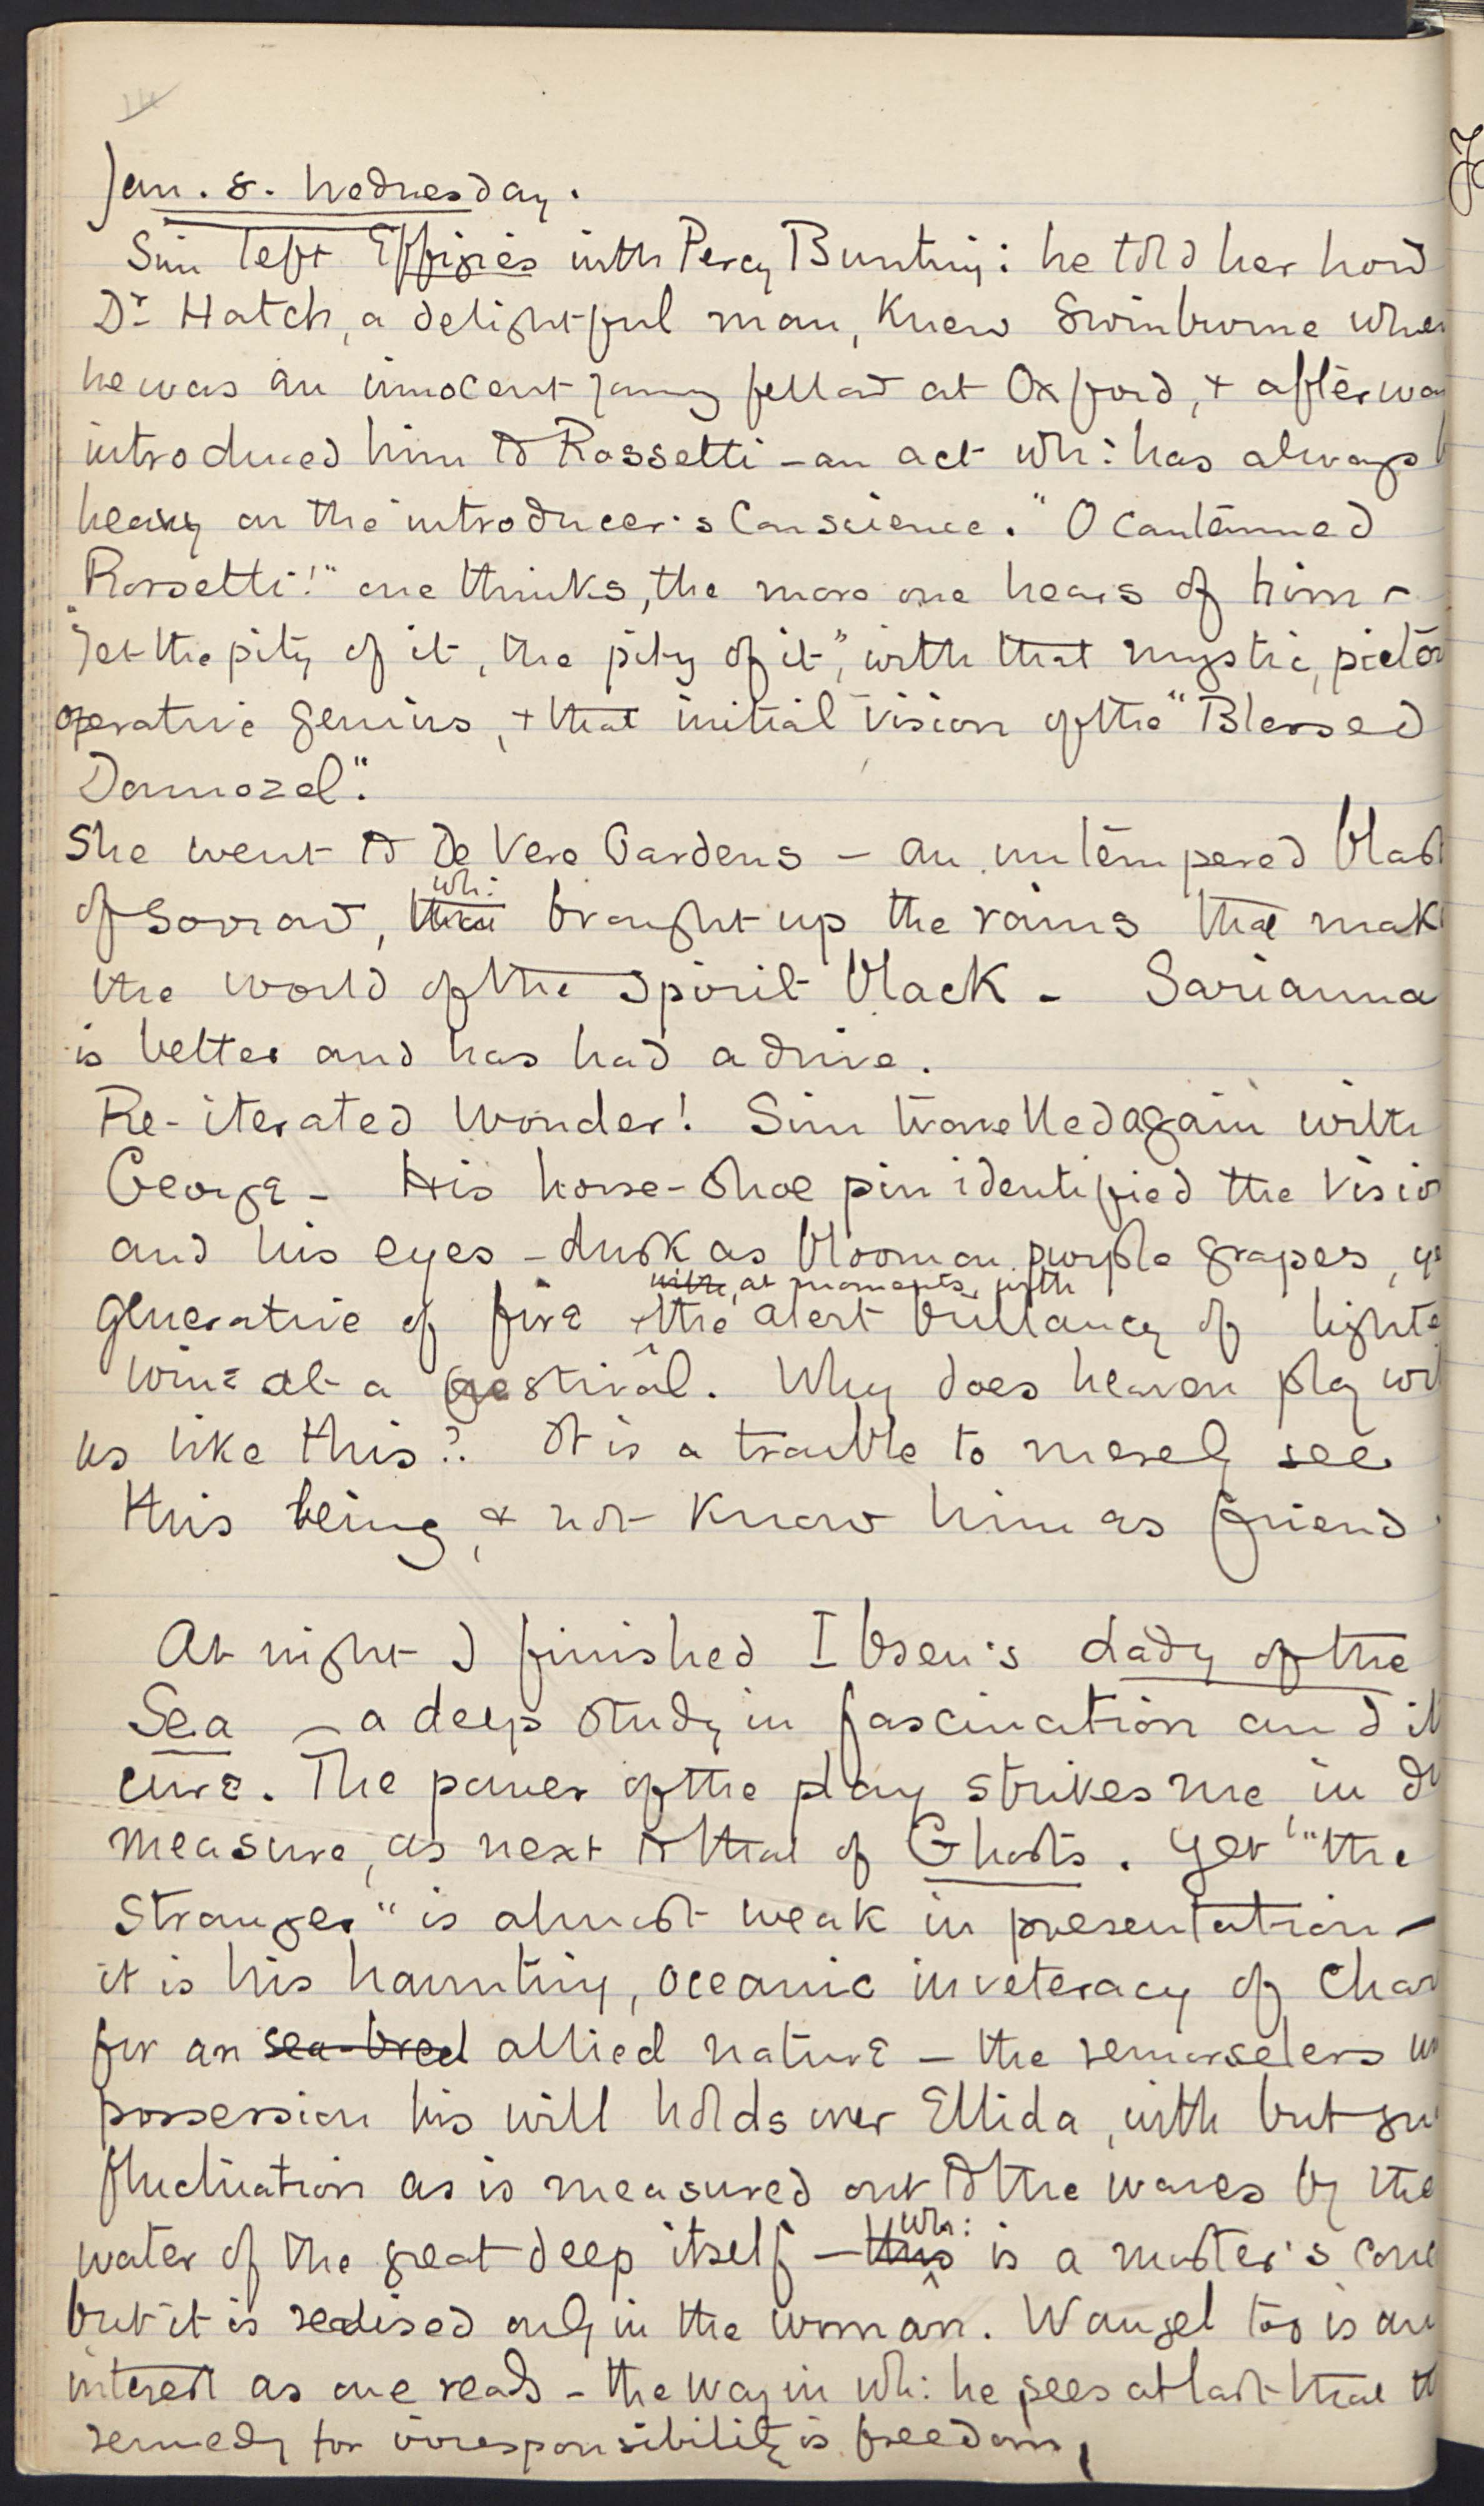 Jan. 8. Wednesday.
Sim left Effigies with Percy Bunting: he told her how
Dr Hatch, a delightful man, knew Swinburne when
he was an innocent young fellow at Oxford, + afterwa
introduced him to Rossetti – an act wh: has always
heavy on the introducer's conscience. "O contemned
Rossetti!" one thinks, the more one hears of him –
"yet the pity of it, the pity of it", with that mystic, pictor
operative genius, + that initial vision of the "Blessed
Damozel".
She went to De Vere Gardens – an untempered blast
wh:
of sorrow, that brought up the rains that make
the world of the spirit black – Sarianna
is better and has had a drive.
Re-iterated Wonder! Sim travelled again with
George – His horse-shoe pin identified the vision
and his eyes – dusk as bloom on purple grapes, ye
with, at moments, with
generative of fire + the alert brilliancy of light
wine at a festival. Why does heaven play wi
us like this?. It is a trouble to merely see
this being, & not know him as friend.
At night I finished Ibsen's Lady of the
Sea – a deep study in fascination and it
cure. The power of the play strikes me, in d
measure, as next to that of Ghosts. Yet "the
Stranger" is almost weak in presentation –
it is his haunting, oceanic inveteracy of char
for an sea-bred allied nature – the remorseless
possession his will holds over Ellida, with but su
fluctuation as is measured out to the waves by the
wh:
water of the great deep itself – this is a master's conc
but it is realised only in the woman. Wangel too is an
interest as one reads – the way in wh: he sees at last that th
remedy for irresponsibility is freedom,